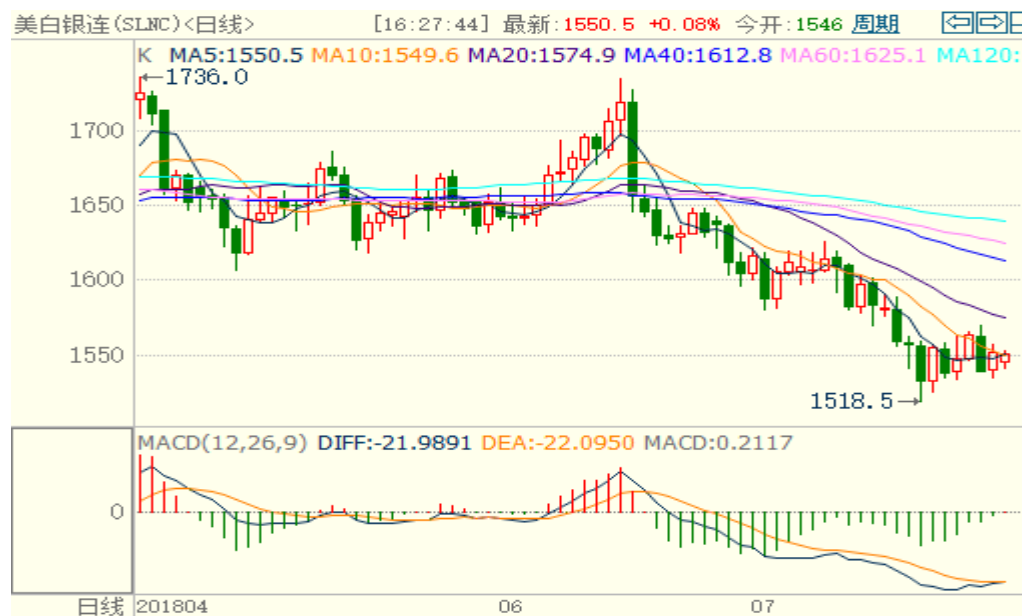 美白银连(SLNC)<日线> [16:27:44] 最新:1550.5 +0.08% 今开:1546 周期
K MA5:1550.5 MA10:1549.6 MA20:1574.9 MA40:1612.8 MA60:1625.1 MA120:
1736.0
1700
1650
1600
1550
1518.5
MACD(12,26,9) DIFF:-21.9891 DEA:-22.0950 MACD:0.2117
0
日线 201804 06 07